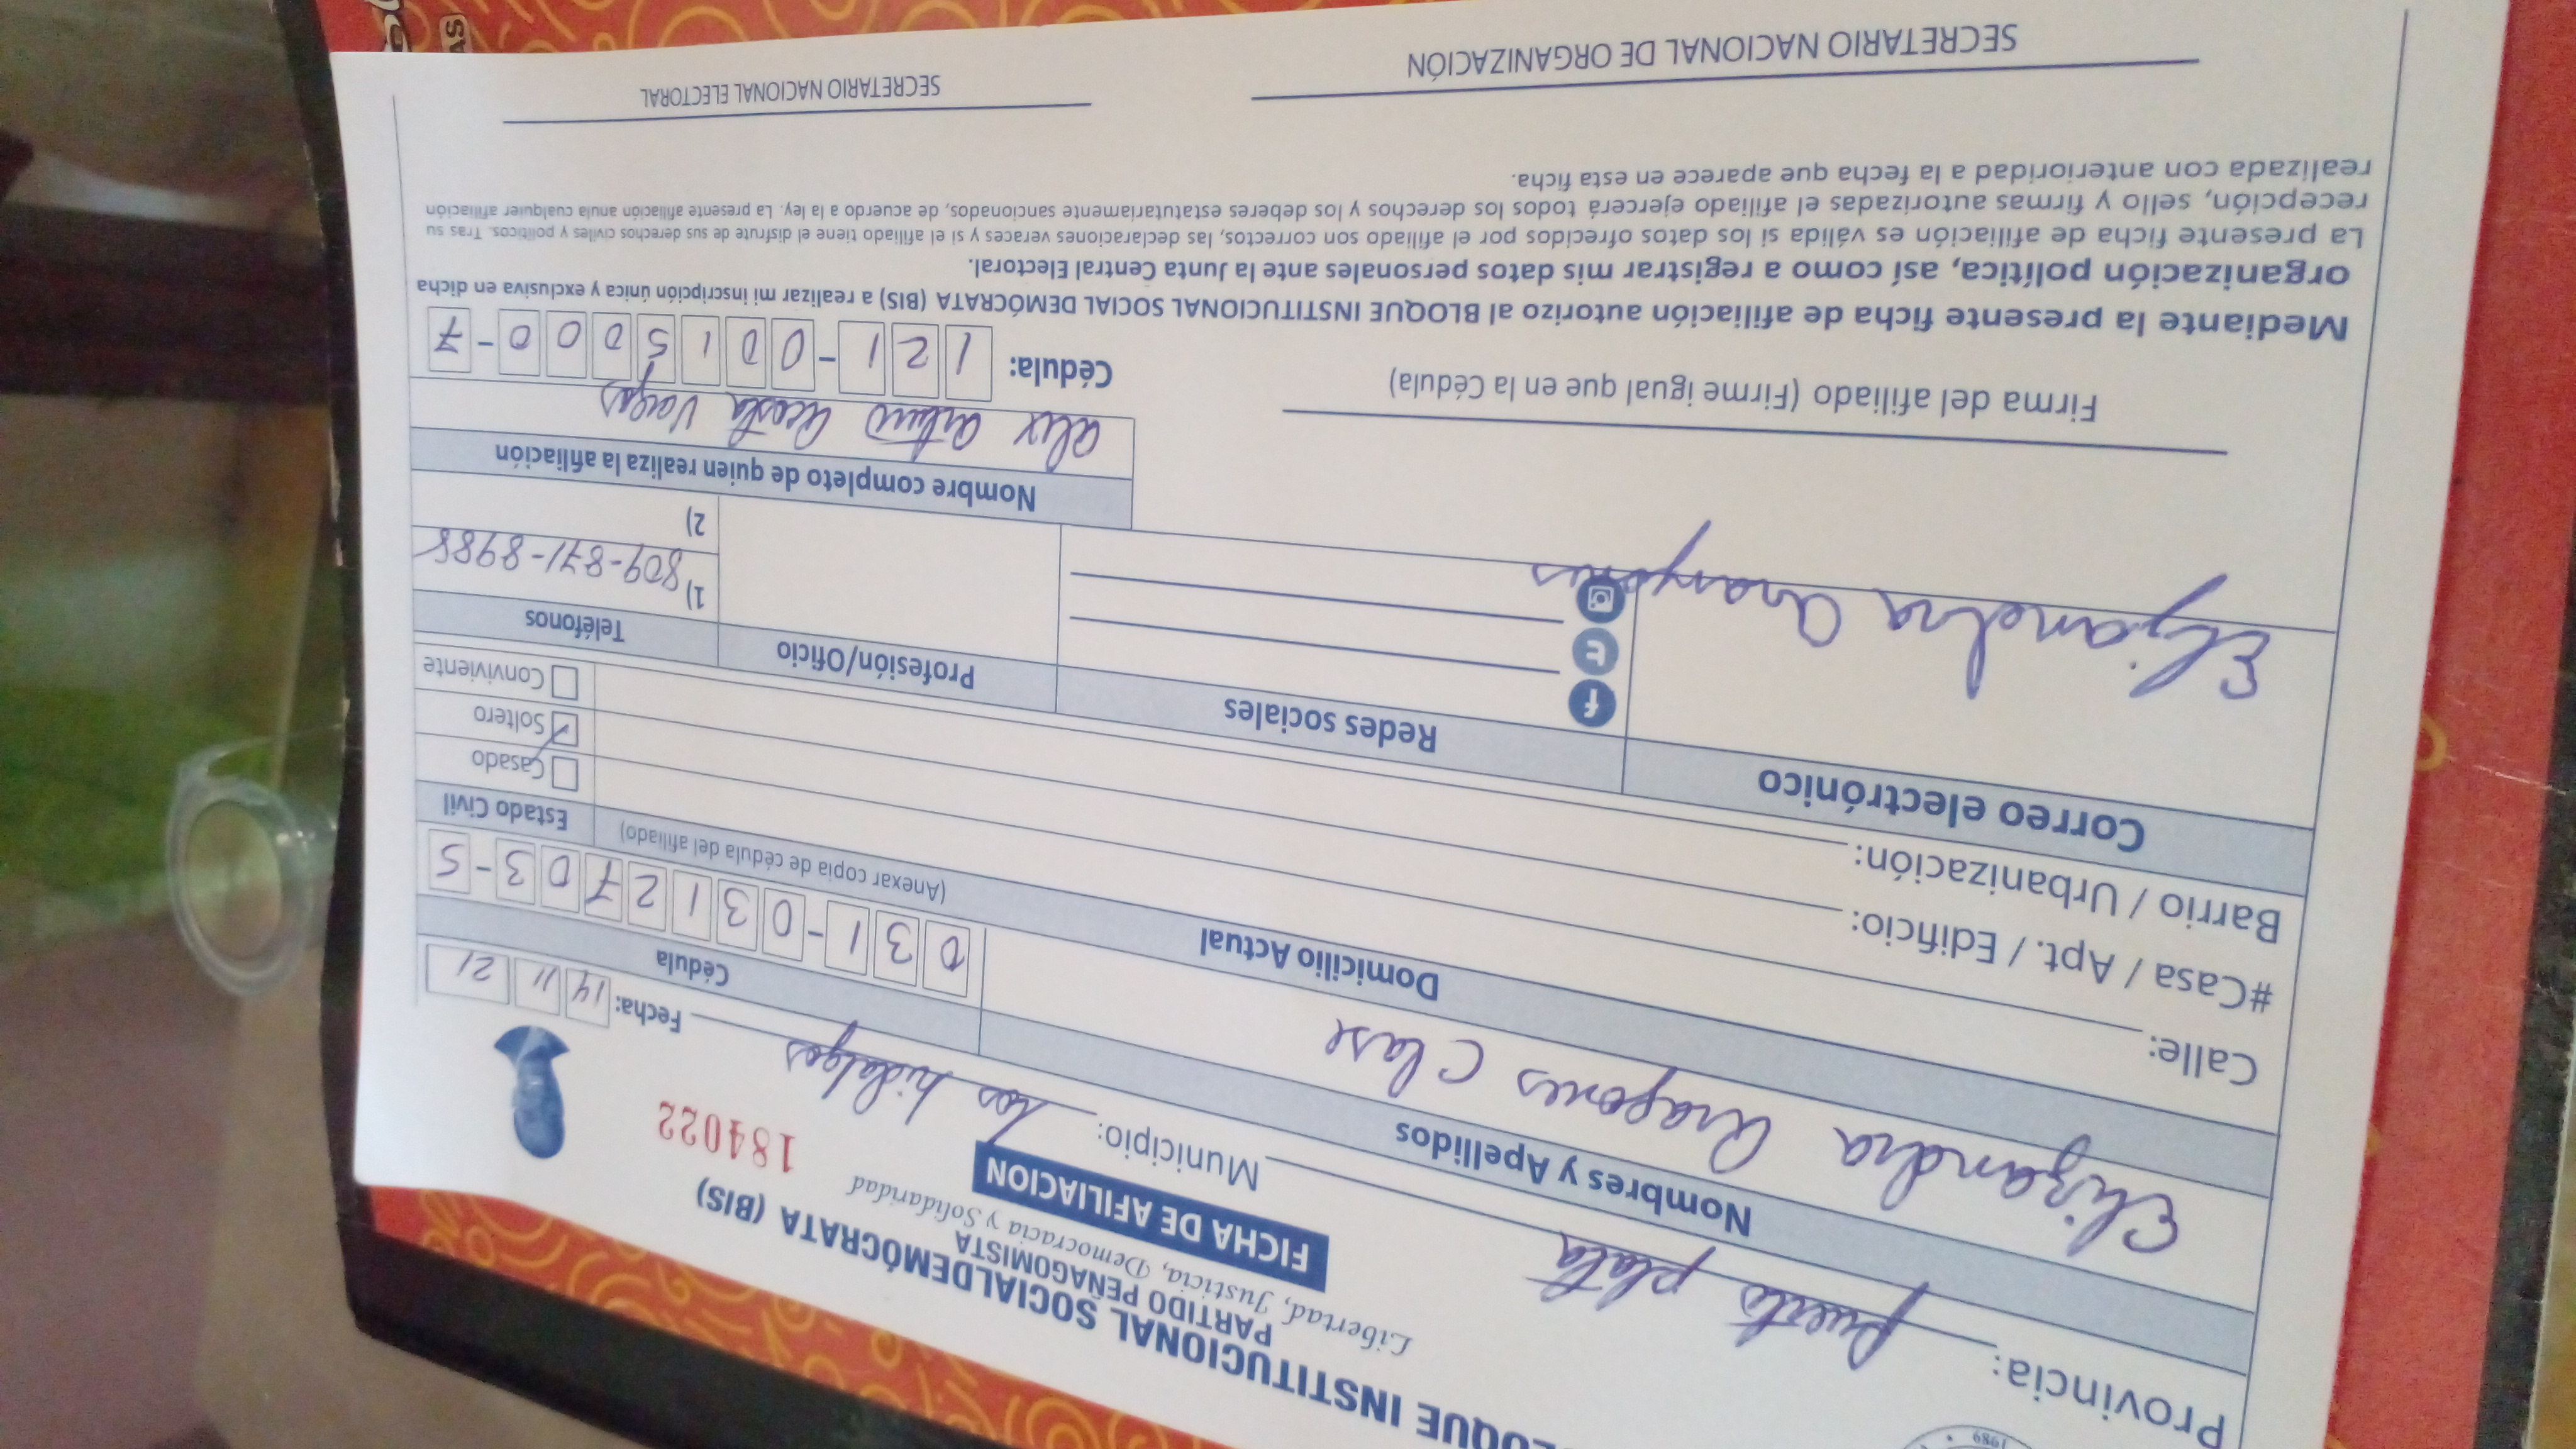 BLOQUE INSTITUCIONAL SOCIALDEMÓCRATA (BIS)
PARTIDO PEÑAGOMISTA
Libertad, Justicia, Democracia y Solidaridad
FICHA DE AFILIACION
184022
1989
Provincia: puerto plata Municipio: Los hidalgos Fecha: 14 11 21
Nombres y Apellidos Cédula
Elizandra Aragones Clase 031-0312703-5
Domicilio Actual (Anexar copia de cédula del afiliado) Estado Civil
Calle: Casado
#Casa / Apt. / Edificio: Soltero
Barrio / Urbanización: Conviviente
Correo electrónico Redes sociales Profesión/Oficio Teléfonos
1) 809-871-8988
2)
Elizandra Aragones
Nombre completo de quien realiza la afiliación
Alex Arturo Acosta Vargas
Firma del afiliado (Firme igual que en la Cédula) Cédula: 121-0015000-7
Mediante la presente ficha de afiliación autorizo al BLOQUE INSTITUCIONAL SOCIAL DEMÓCRATA (BIS) a realizar mi inscripción única y exclusiva en dicha
organización política, así como a registrar mis datos personales ante la Junta Central Electoral.
La presente ficha de afiliación es válida si los datos ofrecidos por el afiliado son correctos, las declaraciones veraces y si el afiliado tiene el disfrute de sus derechos civiles y políticos. Tras su
recepción, sello y firmas autorizadas el afiliado ejercerá todos los derechos y los deberes estatutariamente sancionados, de acuerdo a la ley. La presente afiliación anula cualquier afiliación
realizada con anterioridad a la fecha que aparece en esta ficha.
SECRETARIO NACIONAL DE ORGANIZACIÓN SECRETARIO NACIONAL ELECTORAL